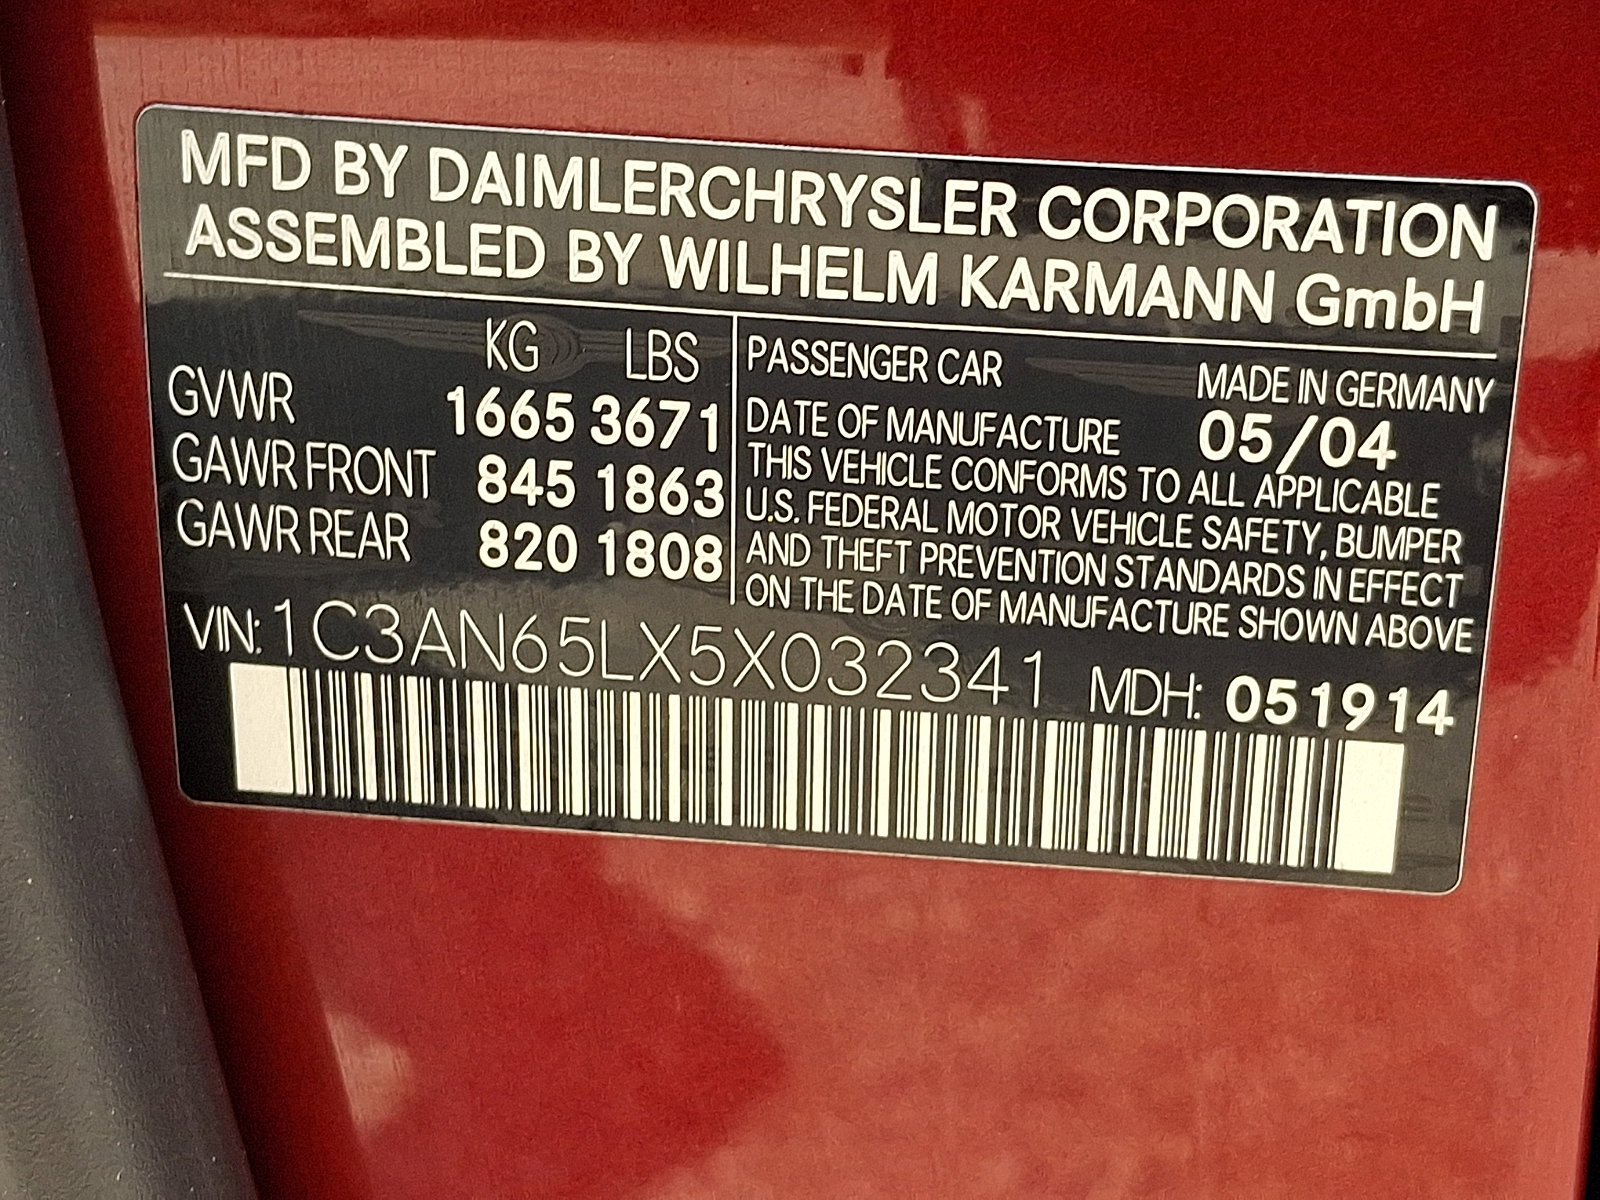 MFD BY DAIMLERCHRYSLER CORPORATION
ASSEMBLED BY WILHELM KARMANN GmbH
KG LBS
GVWR 1665 3671
GAWR FRONT 845 1863
GAWR REAR 820 1808
PASSENGER CAR MADE IN GERMANY
DATE OF MANUFACTURE 05/04
THIS VEHICLE CONFORMS TO ALL APPLICABLE
U.S. FEDERAL MOTOR VEHICLE SAFETY, BUMPER
AND THEFT PREVENTION STANDARDS IN EFFECT
ON THE DATE OF MANUFACTURE SHOWN ABOVE
VIN: 1C3AN65LX5X032341 MDH: 051914